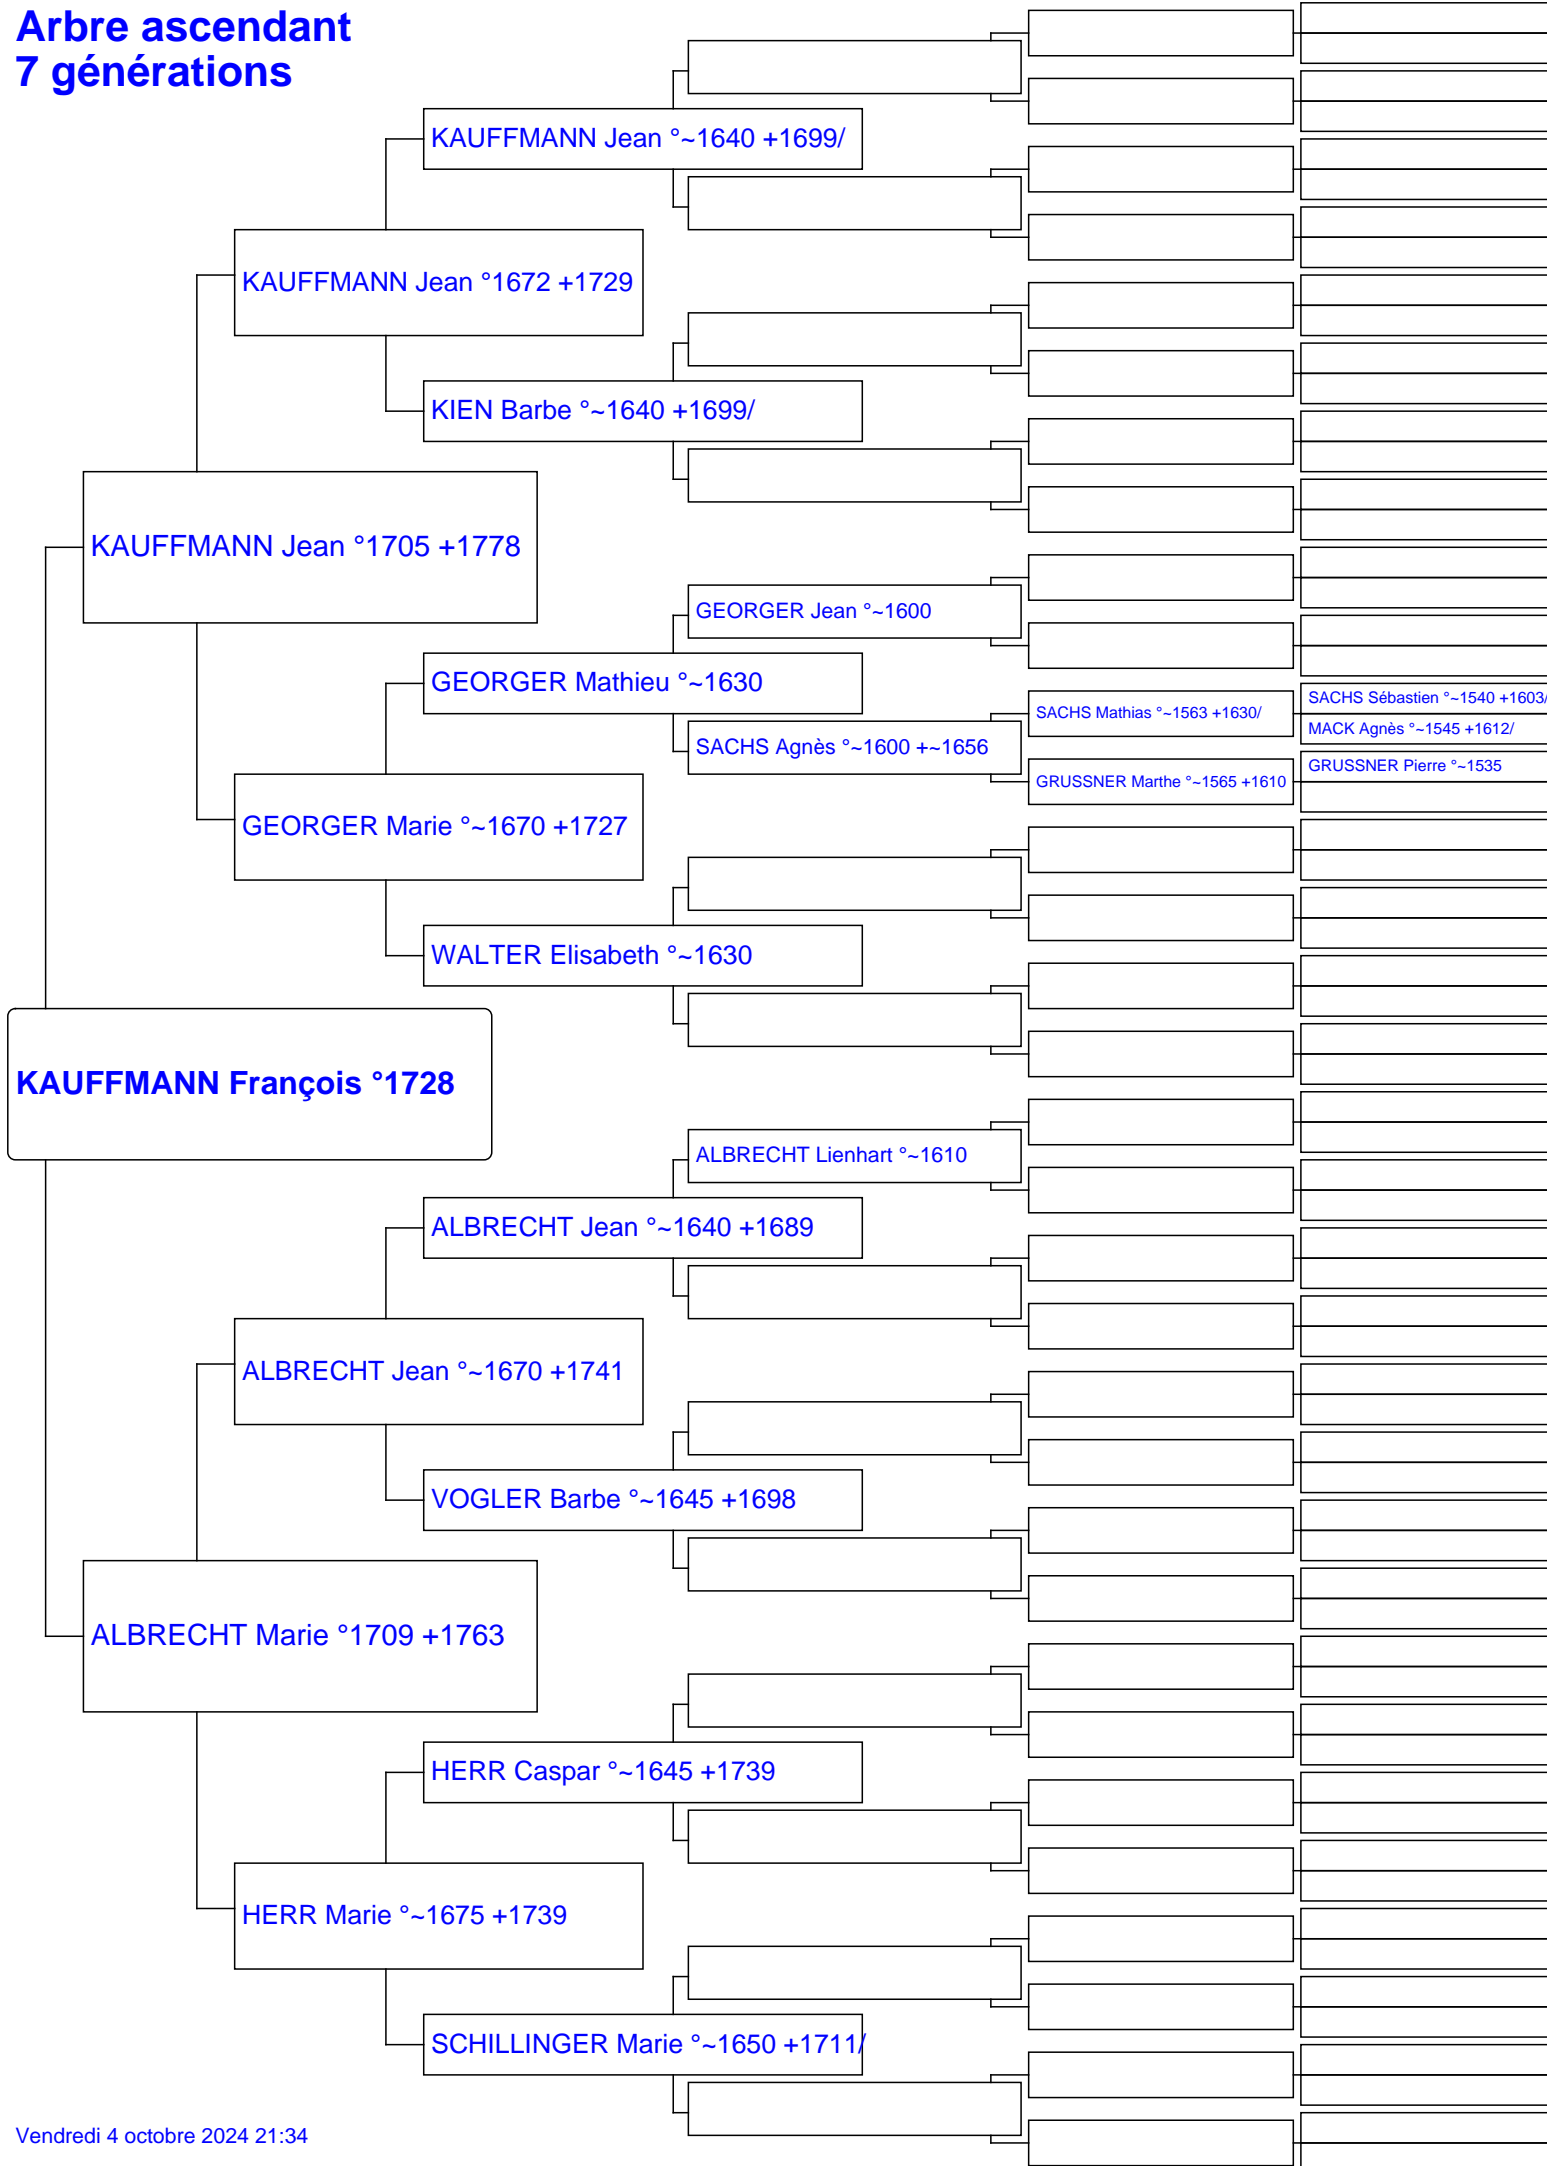 Arbre ascendant
7 générations
KAUFFMANN Jean °~1640 +1699/
KAUFFMANN Jean °1672 +1729
KIEN Barbe °~1640 +1699/
KAUFFMANN Jean °1705 +1778
GEORGER Jean °~1600
GEORGER Mathieu °~1630
SACHS Sébastien °~1540 +1603/
SACHS Mathias °~1563 +1630/
MACK Agnès °~1545 +1612/
SACHS Agnès °~1600 +~1656
GRUSSNER Pierre °~1535
GRUSSNER Marthe °~1565 +1610
GEORGER Marie °~1670 +1727
WALTER Elisabeth °~1630
KAUFFMANN François °1728
ALBRECHT Lienhart °~1610
ALBRECHT Jean °~1640 +1689
ALBRECHT Jean °~1670 +1741
VOGLER Barbe °~1645 +1698
ALBRECHT Marie °1709 +1763
HERR Caspar °~1645 +1739
HERR Marie °~1675 +1739
SCHILLINGER Marie °~1650 +1711/
Vendredi 4 octobre 2024 21:34